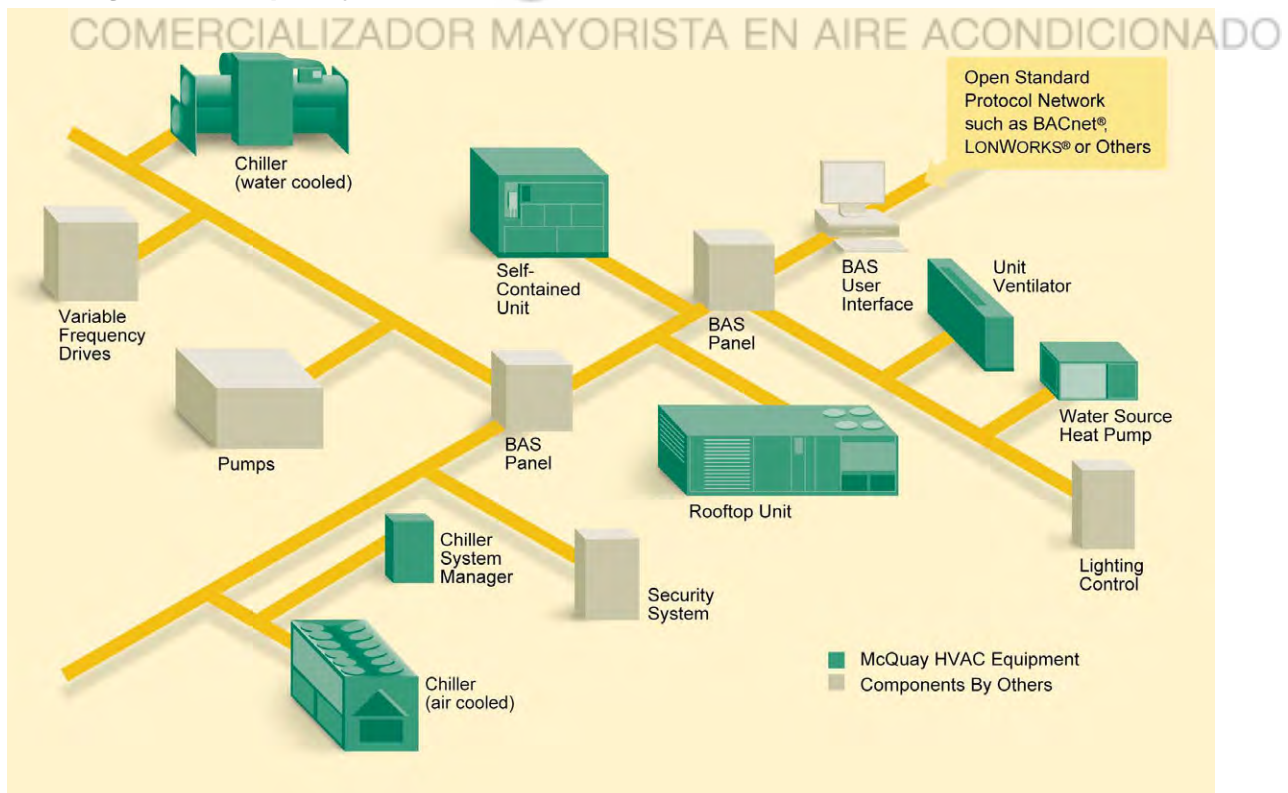 COMERCIALIZADOR MAYORISTA EN AIRE ACONDICIONADO
Open Standard
Protocol Network
such as BACnet®,
LONWORKS® or Others
Chiller
(water cooled)
Variable
Frequency
Drives
Self-
Contained
Unit
BAS
User
Interface
Unit
Ventilator
BAS
Panel
Pumps
BAS
Panel
Water Source
Heat Pump
Rooftop Unit
Chiller
System
Manager
Security
System
Lighting
Control
Chiller
(air cooled)
McQuay HVAC Equipment
Components By Others